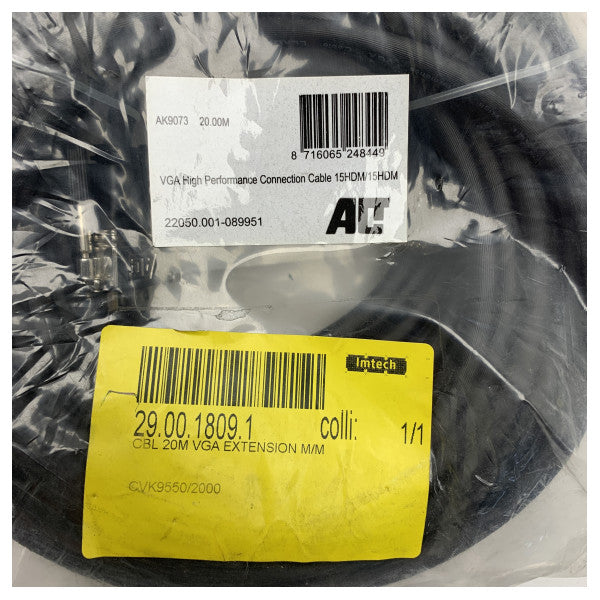 AK9073 20.00M
8 716065 248449
VGA High Performance Connection Cable 15HDM/15HDM
22050.001-089951
ACT
Imtech
29.00.1809.1 colli: 1/1
CBL 20M VGA EXTENSION M/M
CVK9550/2000